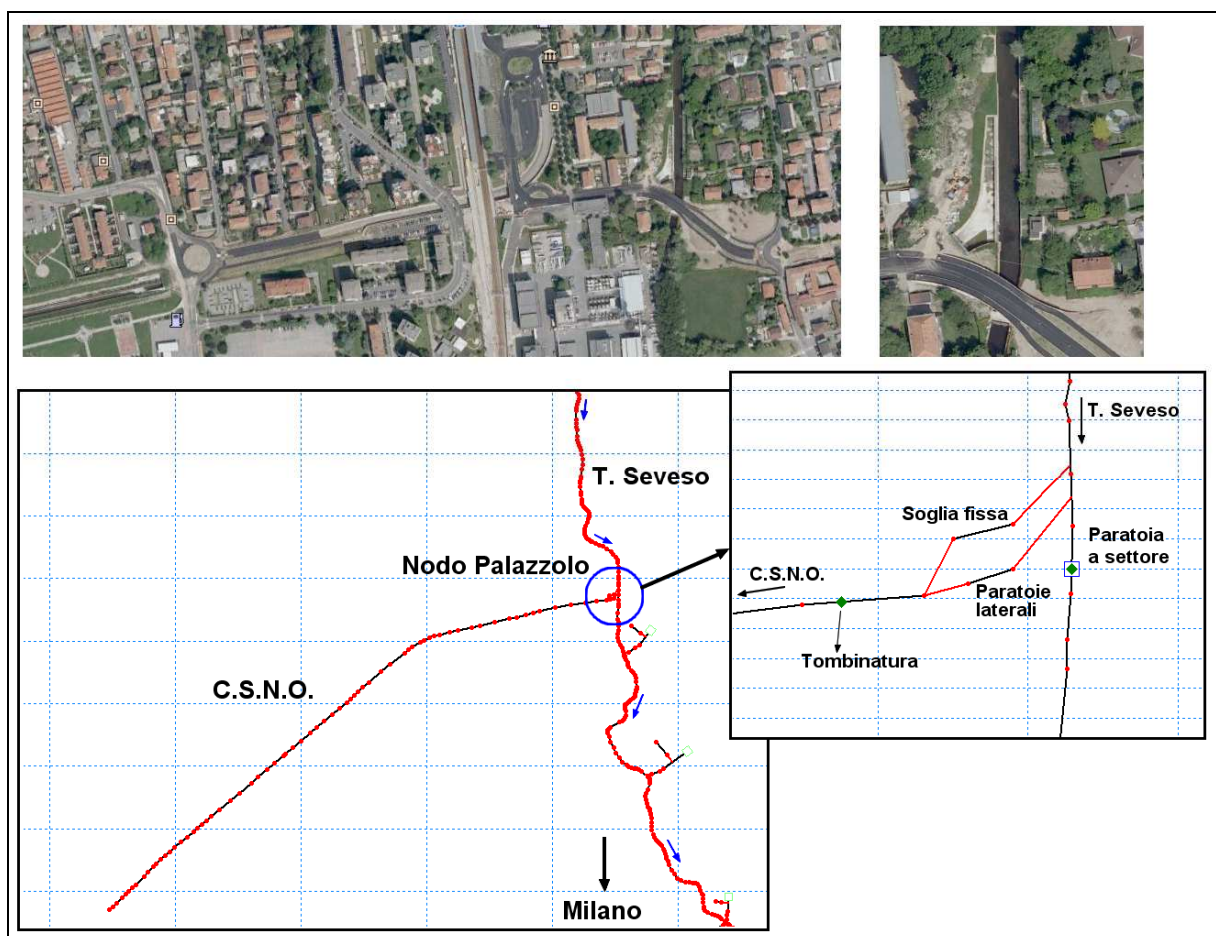 T. Seveso
Nodo Palazzolo
C.S.N.O.
Milano
T. Seveso
Soglia fissa
Paratoia
a settore
C.S.N.O.
Paratoie
laterali
Tombinatura